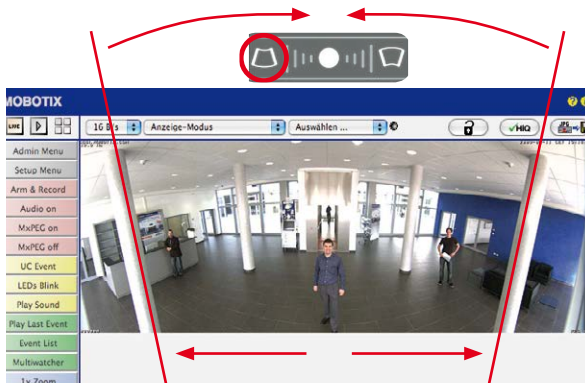 MOBOTIX
LIVE
16 B/s Anzeige-Modus Auswählen ... HIQ JPG
Admin Menu
Setup Menu
Arm & Record
Audio on
MxPEG on
MxPEG off
UC Event
LEDs Blink
Play Sound
Play Last Event
Event List
Multiwatcher
1x Zoom